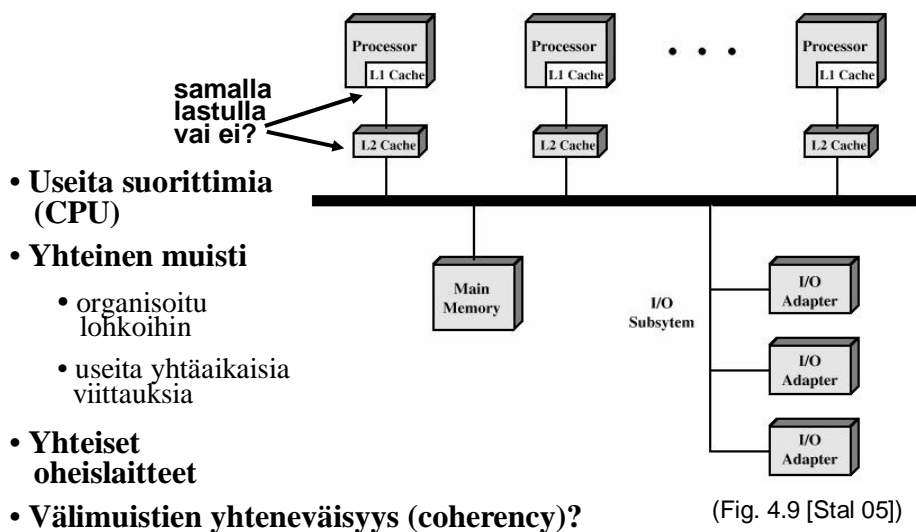 Processor
L1 Cache
Processor
L1 Cache
• • •
Processor
L1 Cache
samalla
lastulla
vai ei?
L2 Cache
L2 Cache
L2 Cache
• Useita suorittimia
(CPU)
• Yhteinen muisti
• organisoitu
lohkoihin
• useita yhtäaikaisia
viittauksia
• Yhteiset
oheislaitteet
• Välimuistien yhteneväisyys (coherency)?
Main
Memory
I/O
Subsytem
I/O
Adapter
I/O
Adapter
I/O
Adapter
(Fig. 4.9 [Stal 05])